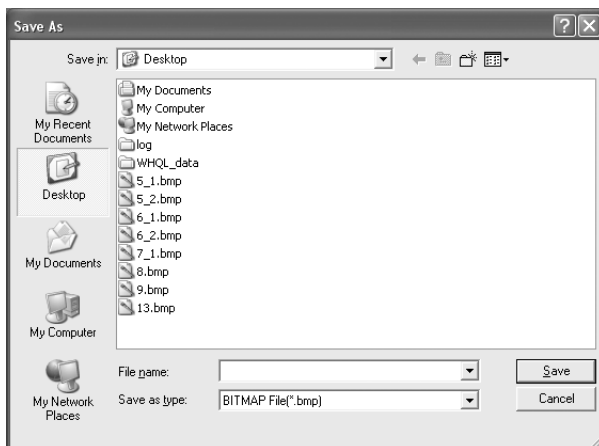 Save As
Save in: Desktop
My Recent
Documents
Desktop
My Documents
My Computer
My Network
Places
My Documents
My Computer
My Network Places
log
WHQL_data
5_1.bmp
5_2.bmp
6_1.bmp
6_2.bmp
7_1.bmp
8.bmp
9.bmp
13.bmp
File name:
Save
Save as type: BITMAP File(*.bmp)
Cancel